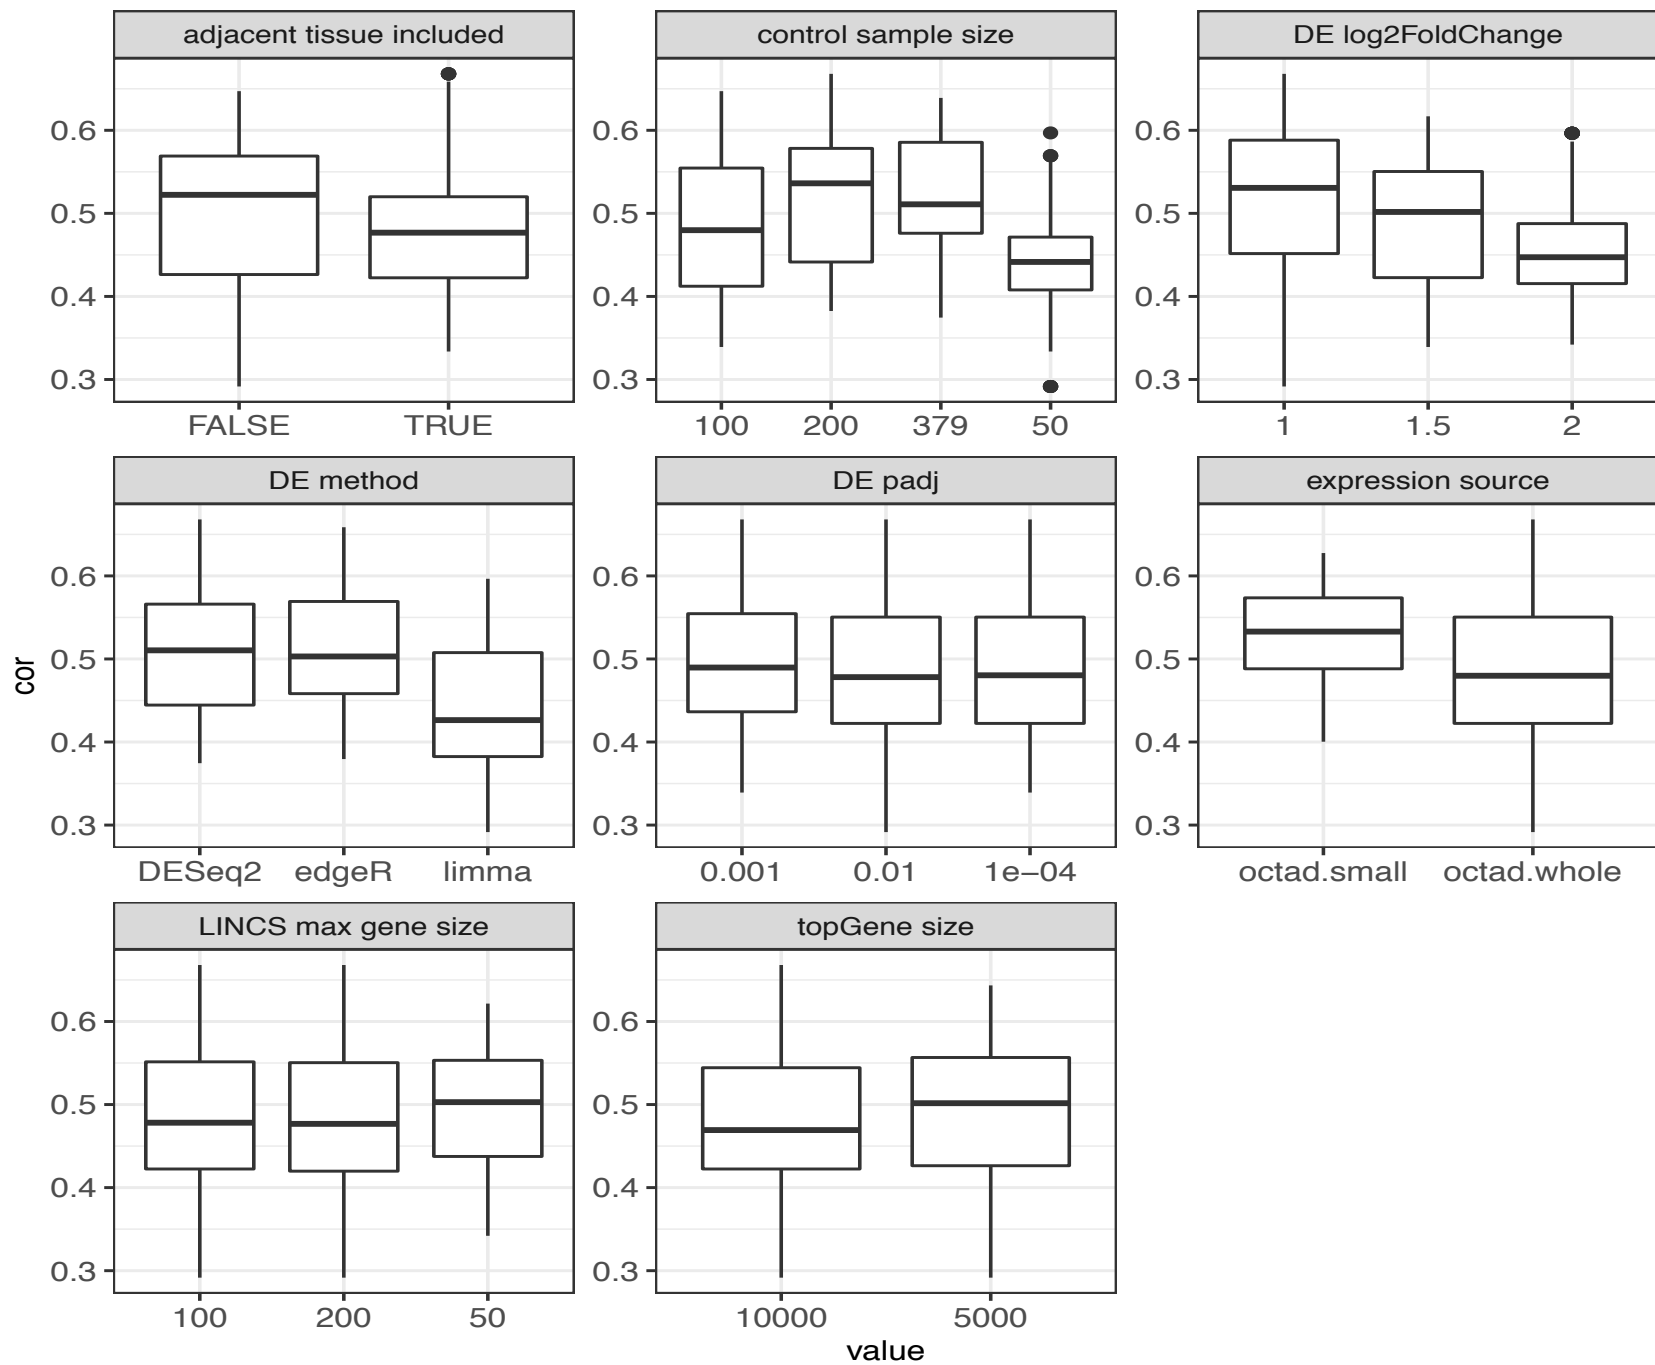 adjacent tissue included
control sample size
DE log2FoldChange
0.6
0.5
0.4
0.3
0.6
0.5
0.4
0.3
0.6
0.5
0.4
0.3
FALSE TRUE
100 200 379 50
1 1.5 2
DE method
DE padj
expression source
cor
0.6
0.5
0.4
0.3
0.6
0.5
0.4
0.3
0.6
0.5
0.4
0.3
DESeq2 edgeR limma
0.001 0.01 1e−04
octad.small octad.whole
LINCS max gene size
topGene size
0.6
0.5
0.4
0.3
0.6
0.5
0.4
0.3
100 200 50
10000 5000
value